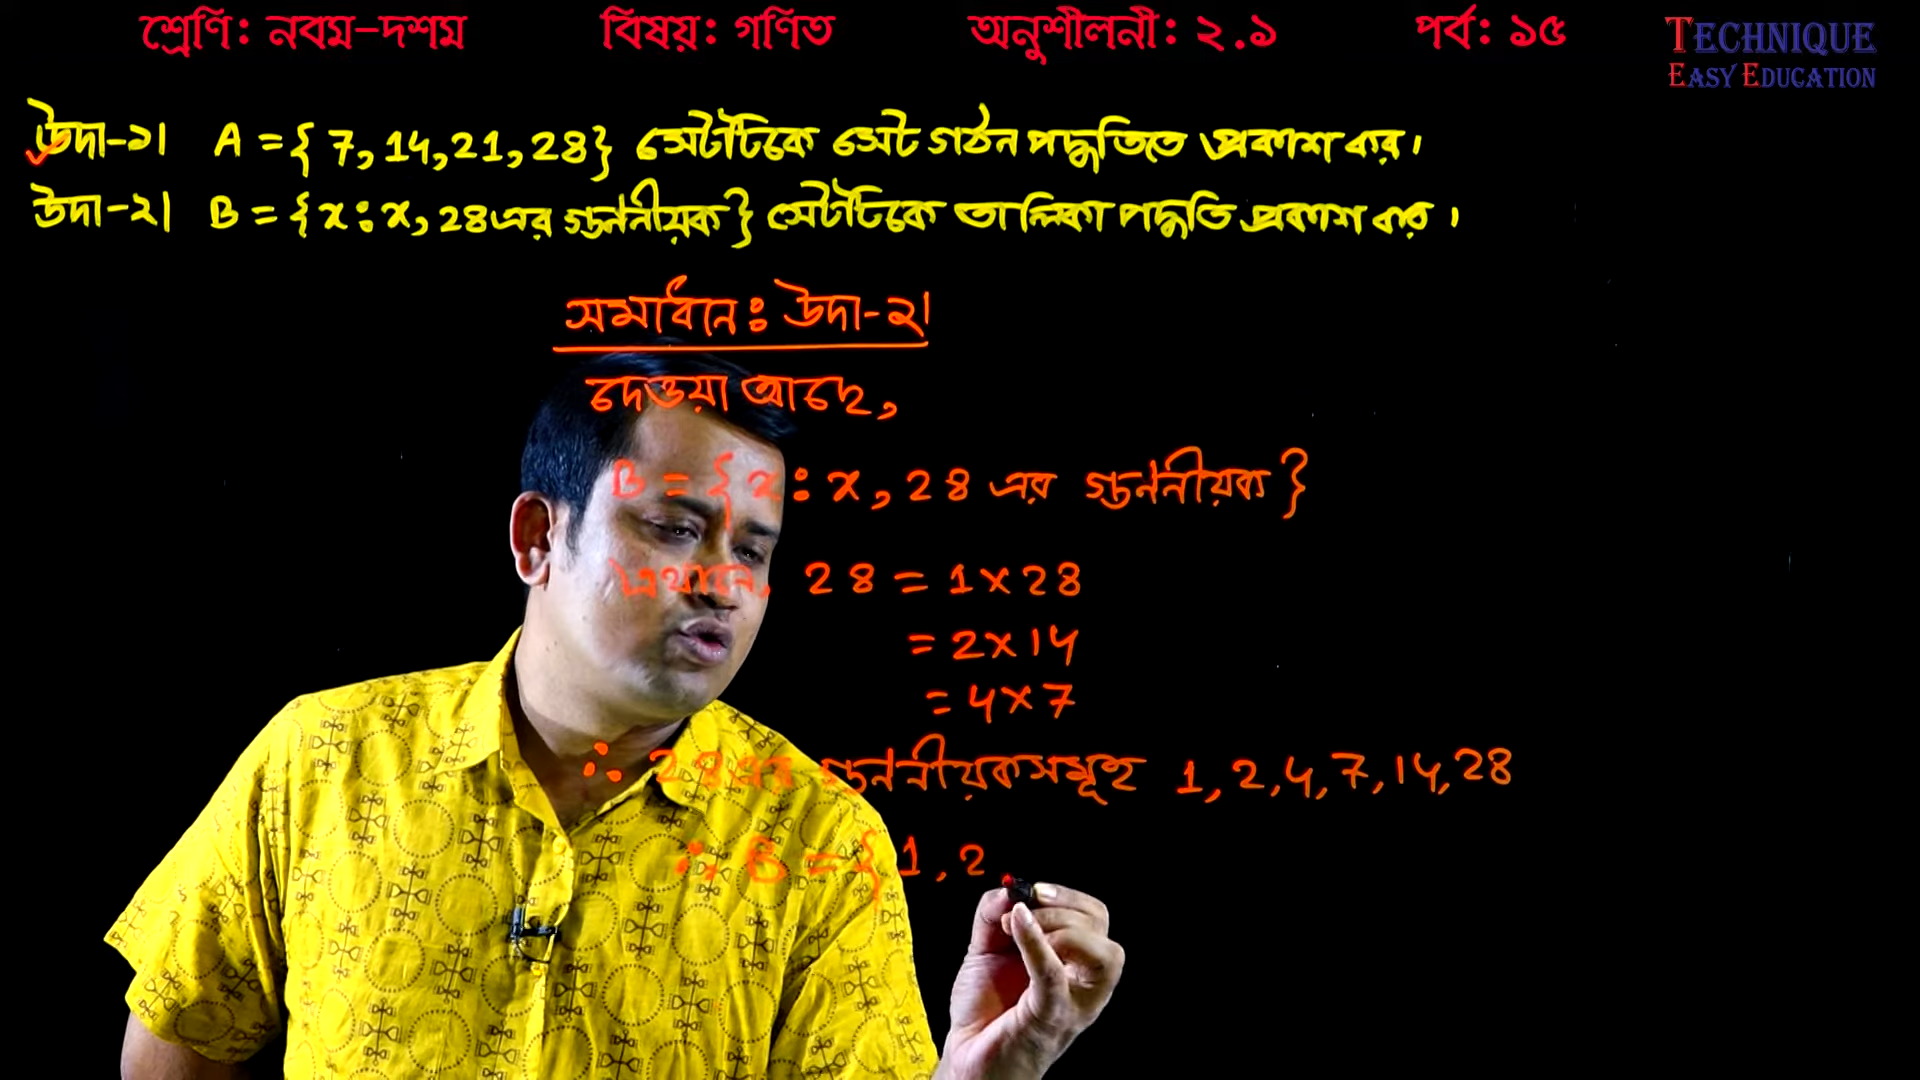 শ্রেণি: নবম-দশম বিষয়: গণিত অনুশীলনী: ২.১ পর্ব: ১৫
TECHNIQUE
EASY EDUCATION
উদা-১। A = { 7, 14, 21, 28 } সেটটিকে সেট গঠন পদ্ধতিতে প্রকাশ কর।
উদা-২। B = { x : x, 28 এর গুণনীয়ক } সেটটিকে তালিকা পদ্ধতি প্রকাশ কর।
সমাধান : উদা-২।
দেওয়া আছে,
B = { x : x, 28 এর গুণনীয়ক }
এখানে, 28 = 1 × 28
= 2 × 14
= 4 × 7
∴ 28 এর গুণনীয়কসমূহ 1, 2, 4, 7, 14, 28
∴ B = { 1, 2,